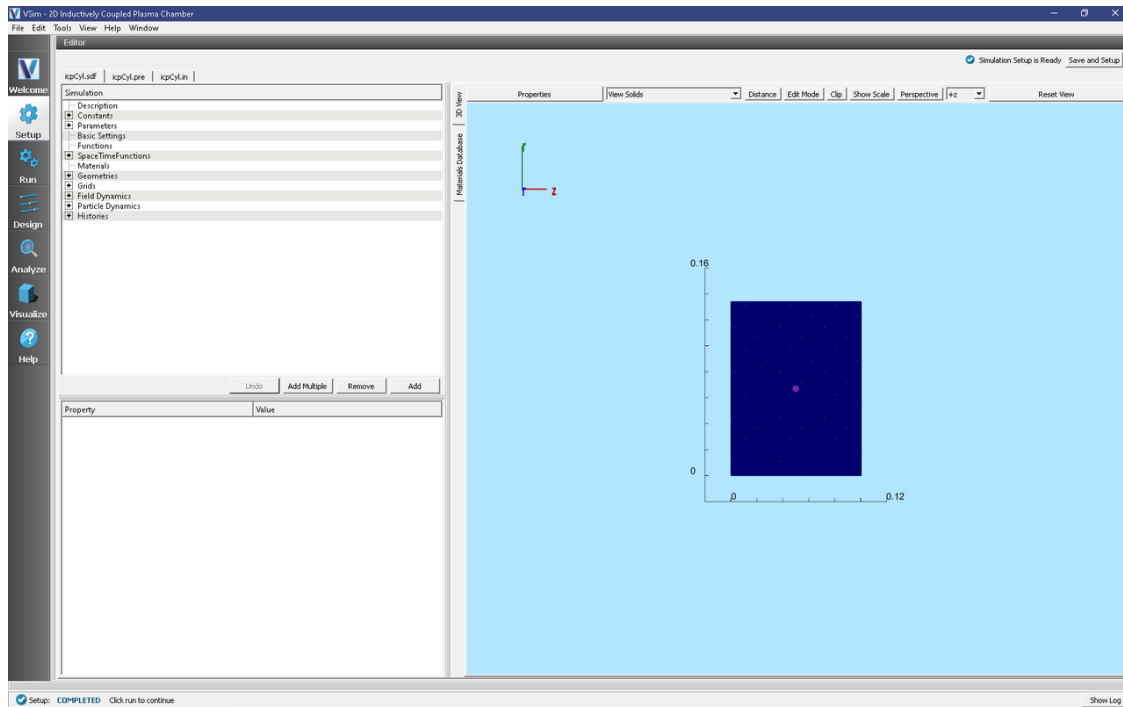 VSim - 2D Inductively Coupled Plasma Chamber
File Edit Tools View Help Window
Editor
Simulation Setup is Ready Save and Setup
icpCyl.sdf icpCyl.pre icpCyl.in
Welcome
Setup
Run
Design
Analyze
Visualize
Help
Simulation
Description
Constants
Parameters
Basic Settings
Functions
SpaceTimeFunctions
Materials
Geometries
Grids
Field Dynamics
Particle Dynamics
Histories
Undo Add Multiple Remove Add
Property Value
3D View
Materials Database
Properties View Solids Distance Edit Mode Clip Show Scale Perspective +z Reset View
r
z
0.16
0
0
0.12
Setup: COMPLETED Click run to continue
Show Log